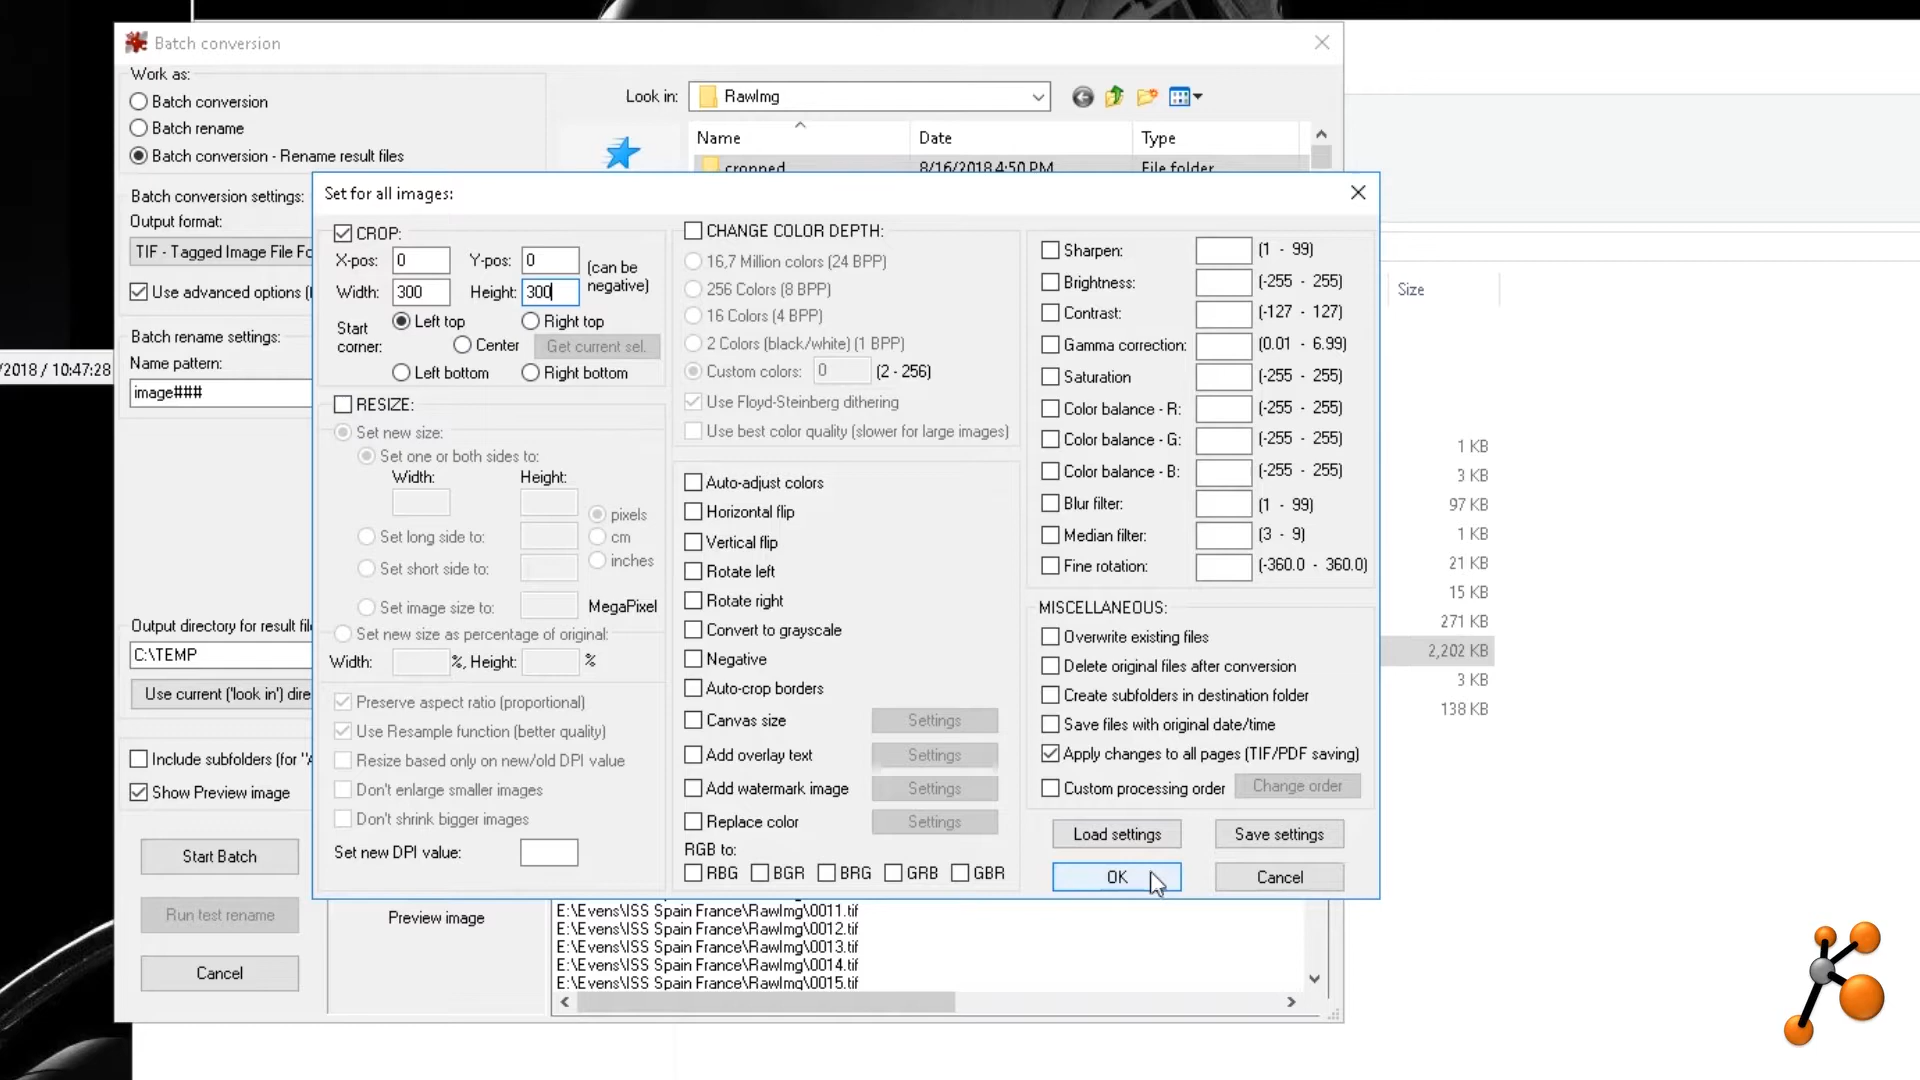 Batch conversion
Work as:
Batch conversion
Batch rename
Batch conversion - Rename result files
Look in:
RawImg
Name
Date
Type
cropped
8/16/2018 4:50 PM
File folder
Batch conversion settings:
Output format:
TIF - Tagged Image File Fo
Use advanced options (
Batch rename settings:
Name pattern:
image###
/2018 / 10:47:28
Output directory for result file
C:\TEMP
Use current ('look in') dire
Include subfolders (for "A
Show Preview image
Start Batch
Run test rename
Cancel
Set for all images:
CROP:
X-pos: 0
Y-pos: 0
(can be
negative)
Width: 300
Height: 300
Start
corner:
Left top
Right top
Center
Get current sel.
Left bottom
Right bottom
RESIZE:
Set new size:
Set one or both sides to:
Width:
Height:
pixels
cm
inches
Set long side to:
Set short side to:
Set image size to:
MegaPixel
Set new size as percentage of original:
Width: %, Height: %
Preserve aspect ratio (proportional)
Use Resample function (better quality)
Resize based only on new/old DPI value
Don't enlarge smaller images
Don't shrink bigger images
Set new DPI value:
CHANGE COLOR DEPTH:
16,7 Million colors (24 BPP)
256 Colors (8 BPP)
16 Colors (4 BPP)
2 Colors (black/white) (1 BPP)
Custom colors: 0 (2 - 256)
Use Floyd-Steinberg dithering
Use best color quality (slower for large images)
Auto-adjust colors
Horizontal flip
Vertical flip
Rotate left
Rotate right
Convert to grayscale
Negative
Auto-crop borders
Canvas size Settings
Add overlay text Settings
Add watermark image Settings
Replace color Settings
RGB to:
RBG BGR BRG GRB GBR
Sharpen: (1 - 99)
Brightness: (-255 - 255)
Contrast: (-127 - 127)
Gamma correction: (0.01 - 6.99)
Saturation (-255 - 255)
Color balance - R: (-255 - 255)
Color balance - G: (-255 - 255)
Color balance - B: (-255 - 255)
Blur filter: (1 - 99)
Median filter: (3 - 9)
Fine rotation: (-360.0 - 360.0)
MISCELLANEOUS:
Overwrite existing files
Delete original files after conversion
Create subfolders in destination folder
Save files with original date/time
Apply changes to all pages (TIF/PDF saving)
Custom processing order Change order
Load settings
Save settings
OK
Cancel
Preview image
E:\Evens\ISS Spain France\RawImg\0011.tif
E:\Evens\ISS Spain France\RawImg\0012.tif
E:\Evens\ISS Spain France\RawImg\0013.tif
E:\Evens\ISS Spain France\RawImg\0014.tif
E:\Evens\ISS Spain France\RawImg\0015.tif
Size
1 KB
3 KB
97 KB
1 KB
21 KB
15 KB
271 KB
2,202 KB
3 KB
138 KB